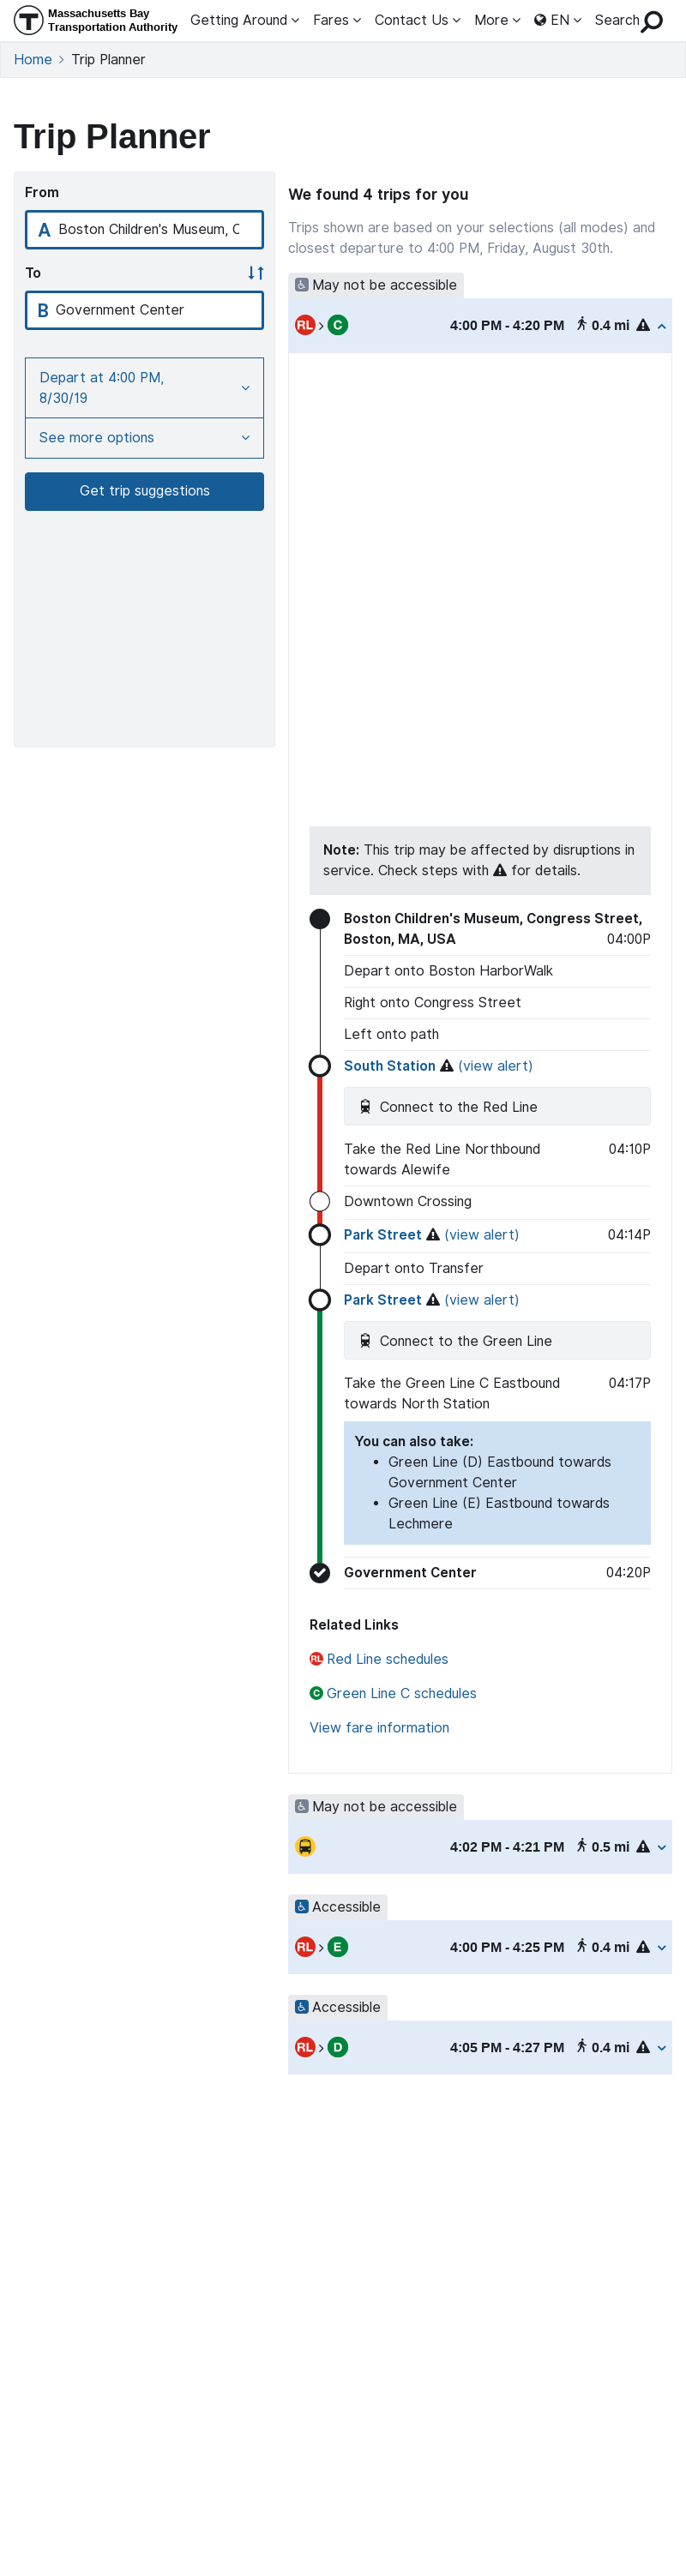 Massachusetts Bay
Transportation Authority
Getting Around Fares Contact Us More EN Search
Home Trip Planner
Trip Planner
From
A Boston Children's Museum, C
To
B Government Center
Depart at 4:00 PM,
8/30/19
See more options
Get trip suggestions
We found 4 trips for you
Trips shown are based on your selections (all modes) and
closest departure to 4:00 PM, Friday, August 30th.
May not be accessible
RL C 4:00 PM - 4:20 PM 0.4 mi
Note: This trip may be affected by disruptions in
service. Check steps with for details.
Boston Children's Museum, Congress Street,
Boston, MA, USA 04:00P
Depart onto Boston HarborWalk
Right onto Congress Street
Left onto path
South Station (view alert)
Connect to the Red Line
Take the Red Line Northbound 04:10P
towards Alewife
Downtown Crossing
Park Street (view alert) 04:14P
Depart onto Transfer
Park Street (view alert)
Connect to the Green Line
Take the Green Line C Eastbound 04:17P
towards North Station
You can also take:
• Green Line (D) Eastbound towards
Government Center
• Green Line (E) Eastbound towards
Lechmere
Government Center 04:20P
Related Links
RL Red Line schedules
C Green Line C schedules
View fare information
May not be accessible
4:02 PM - 4:21 PM 0.5 mi
Accessible
RL E 4:00 PM - 4:25 PM 0.4 mi
Accessible
RL D 4:05 PM - 4:27 PM 0.4 mi